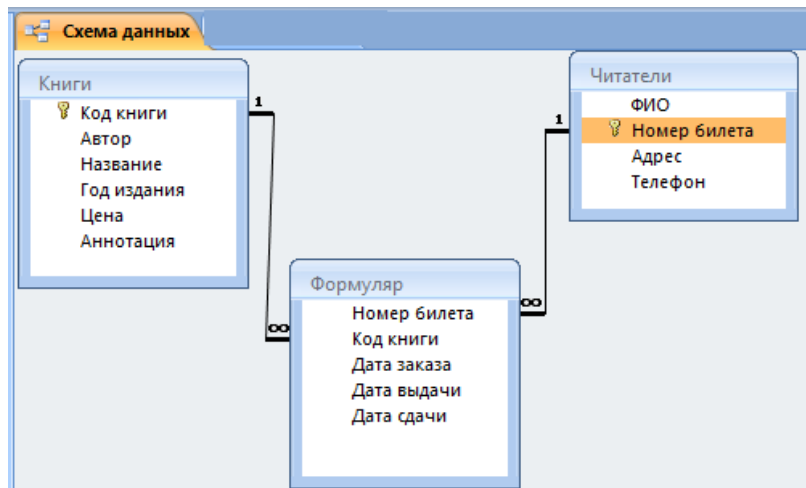 Схема данных
Книги
Код книги
Автор
Название
Год издания
Цена
Аннотация
1
∞
Читатели
ФИО
Номер билета
Адрес
Телефон
1
∞
Формуляр
Номер билета
Код книги
Дата заказа
Дата выдачи
Дата сдачи